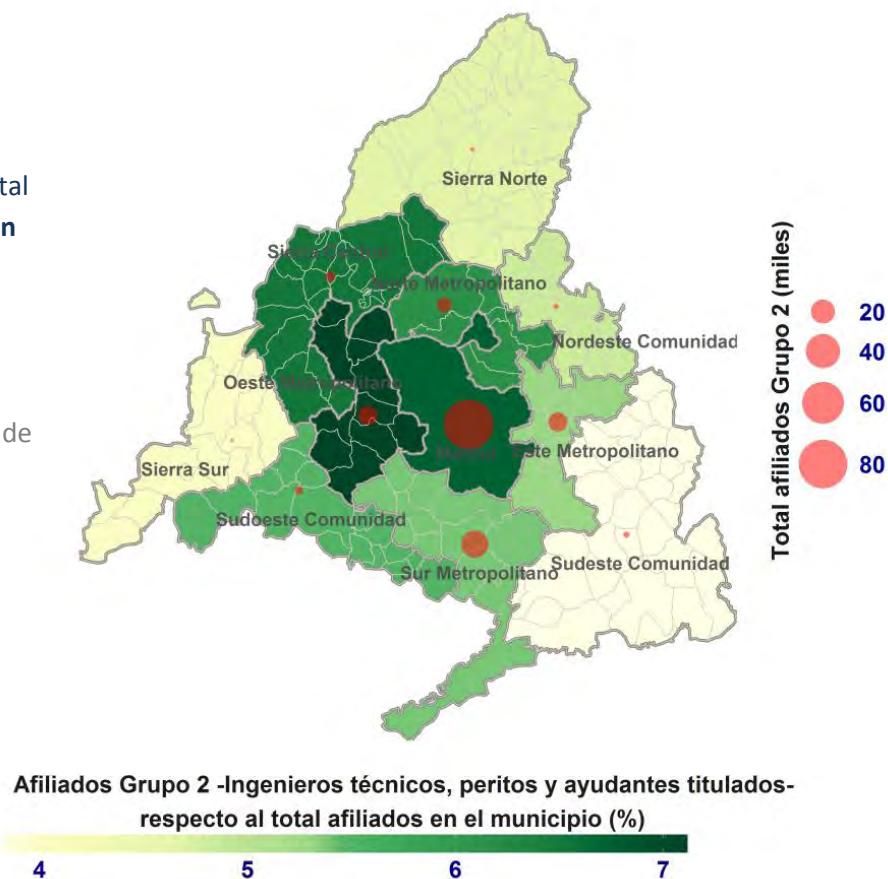 tal
n
de
Sierra Norte
Sierra Central
Norte Metropolitano
Nordeste Comunidad
Oeste Metropolitano
Madrid
Este Metropolitano
Sierra Sur
Sudoeste Comunidad
Sur Metropolitano
Sudeste Comunidad
Total afiliados Grupo 2 (miles)
20
40
60
80
Afiliados Grupo 2 -Ingenieros técnicos, peritos y ayudantes titulados-
respecto al total afiliados en el municipio (%)
4 5 6 7